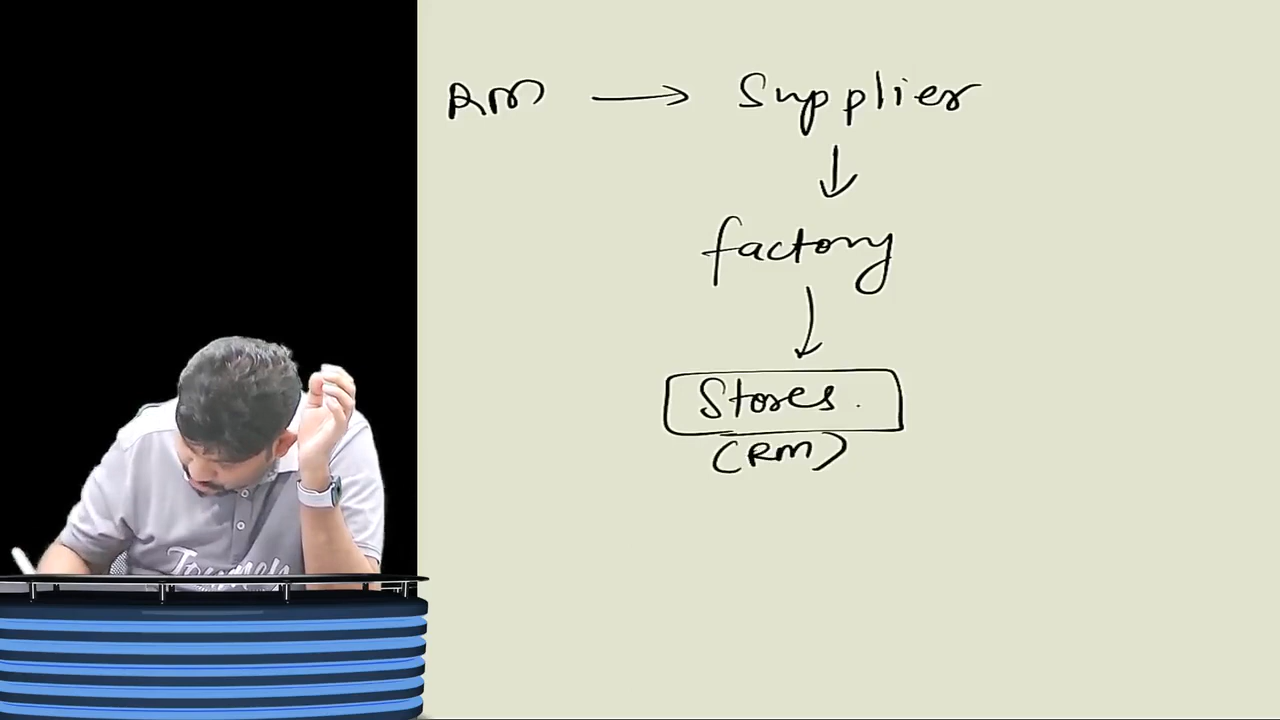 RM → Supplier
↓
factory
↓
Stores.
(RM)